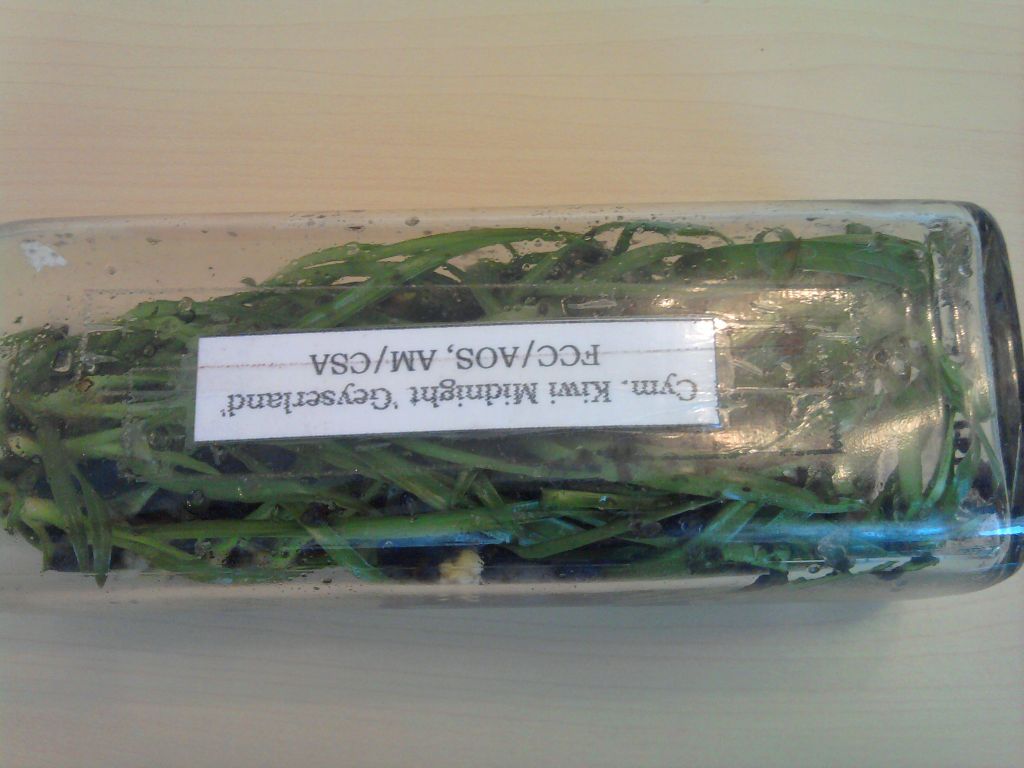 Cym. Kiwi Midnight 'Geyserland'
FCC/AOS, AM/CSA